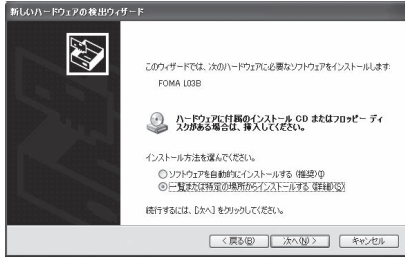 新しいハードウェアの検出ウィザード
このウィザードでは、次のハードウェアに必要なソフトウェアをインストールします:
FOMA L03B
ハードウェアに付属のインストール CD またはフロッピー ディ
スクがある場合は、挿入してください。
インストール方法を選んでください。
ソフトウェアを自動的にインストールする (推奨)(I)
一覧または特定の場所からインストールする (詳細)(S)
続行するには、[次へ] をクリックしてください。
< 戻る(B) 次へ(N) > キャンセル